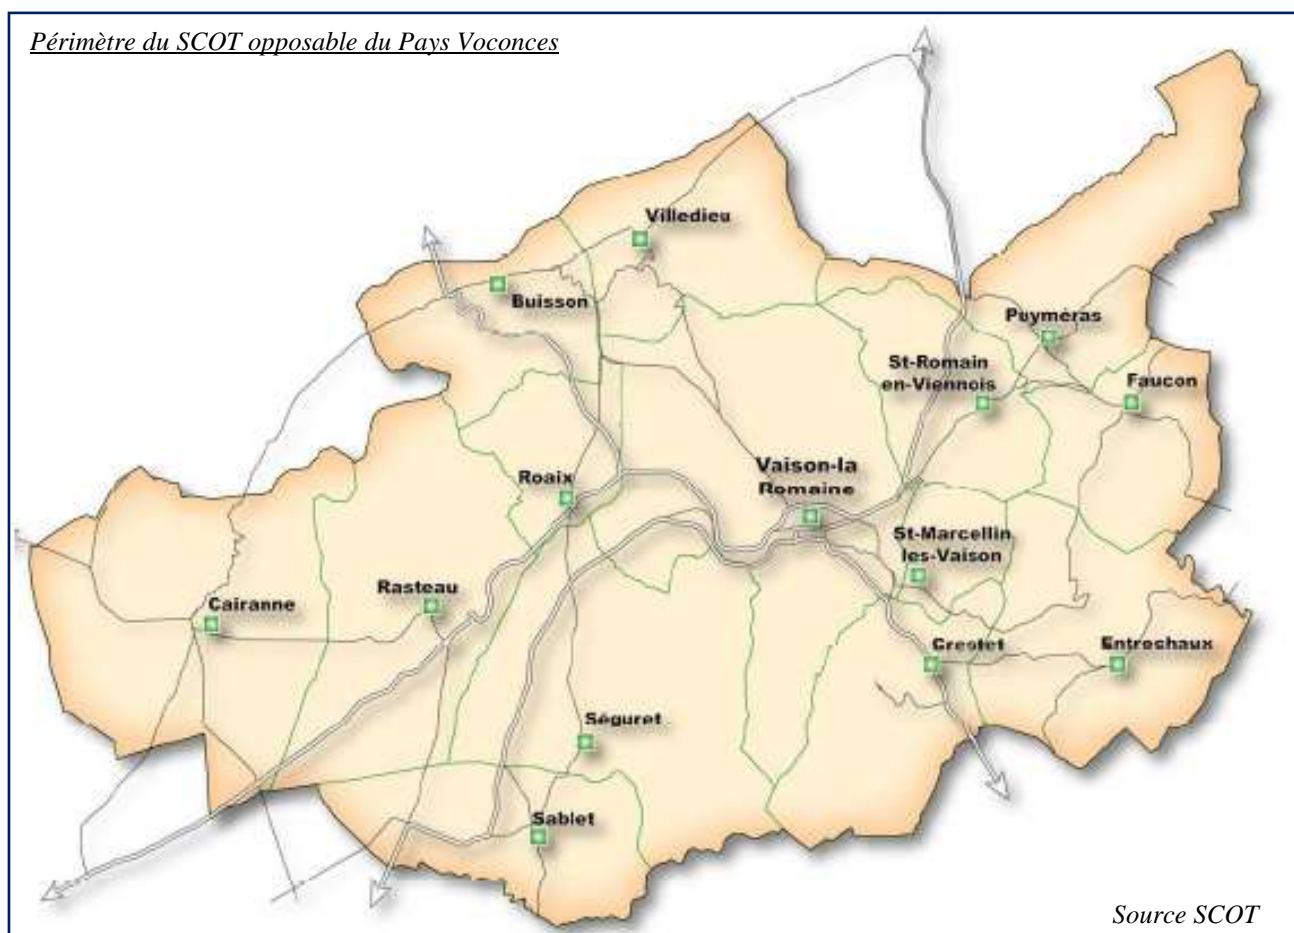 Périmètre du SCOT opposable du Pays Voconces
Villedieu
Buisson
Puyméras
St-Romain
en-Viennois
Faucon
Vaison-la
Romaine
Roaix
St-Marcellin
les-Vaison
Rasteau
Cairanne
Crestet
Entrechaux
Séguret
Sablet
Source SCOT